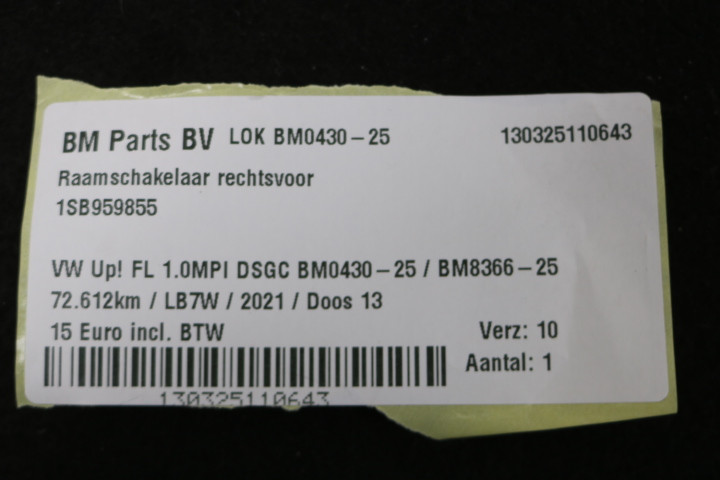 BM Parts BV LOK BM0430-25 130325110643
Raamschakelaar rechtsvoor
1SB959855
VW Up! FL 1.0MPI DSGC BM0430-25 / BM8366-25
72.612km / LB7W / 2021 / Doos 13
15 Euro incl. BTW Verz: 10
Aantal: 1
130325110643